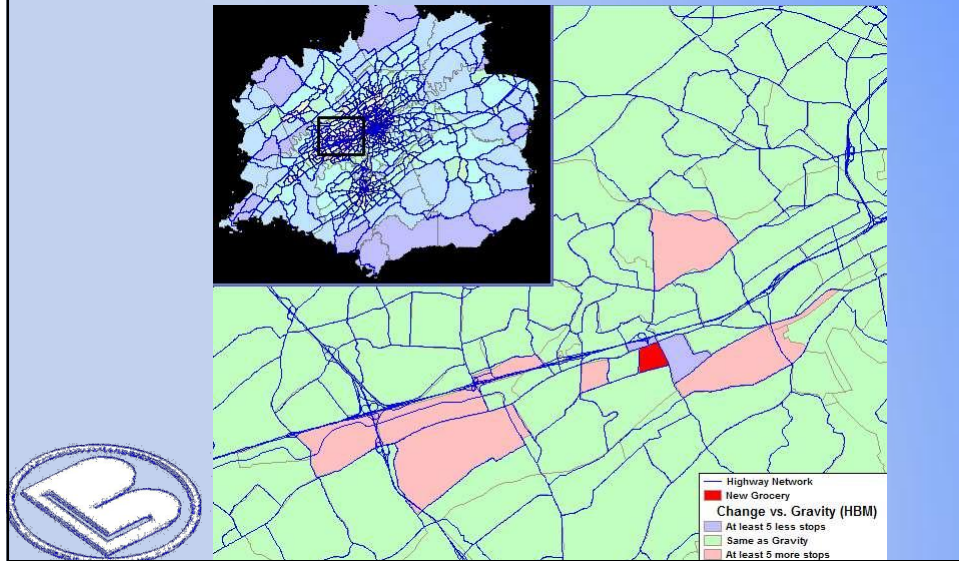 Highway Network
New Grocery
Change vs. Gravity (HBM)
At least 5 less stops
Same as Gravity
At least 5 more stops